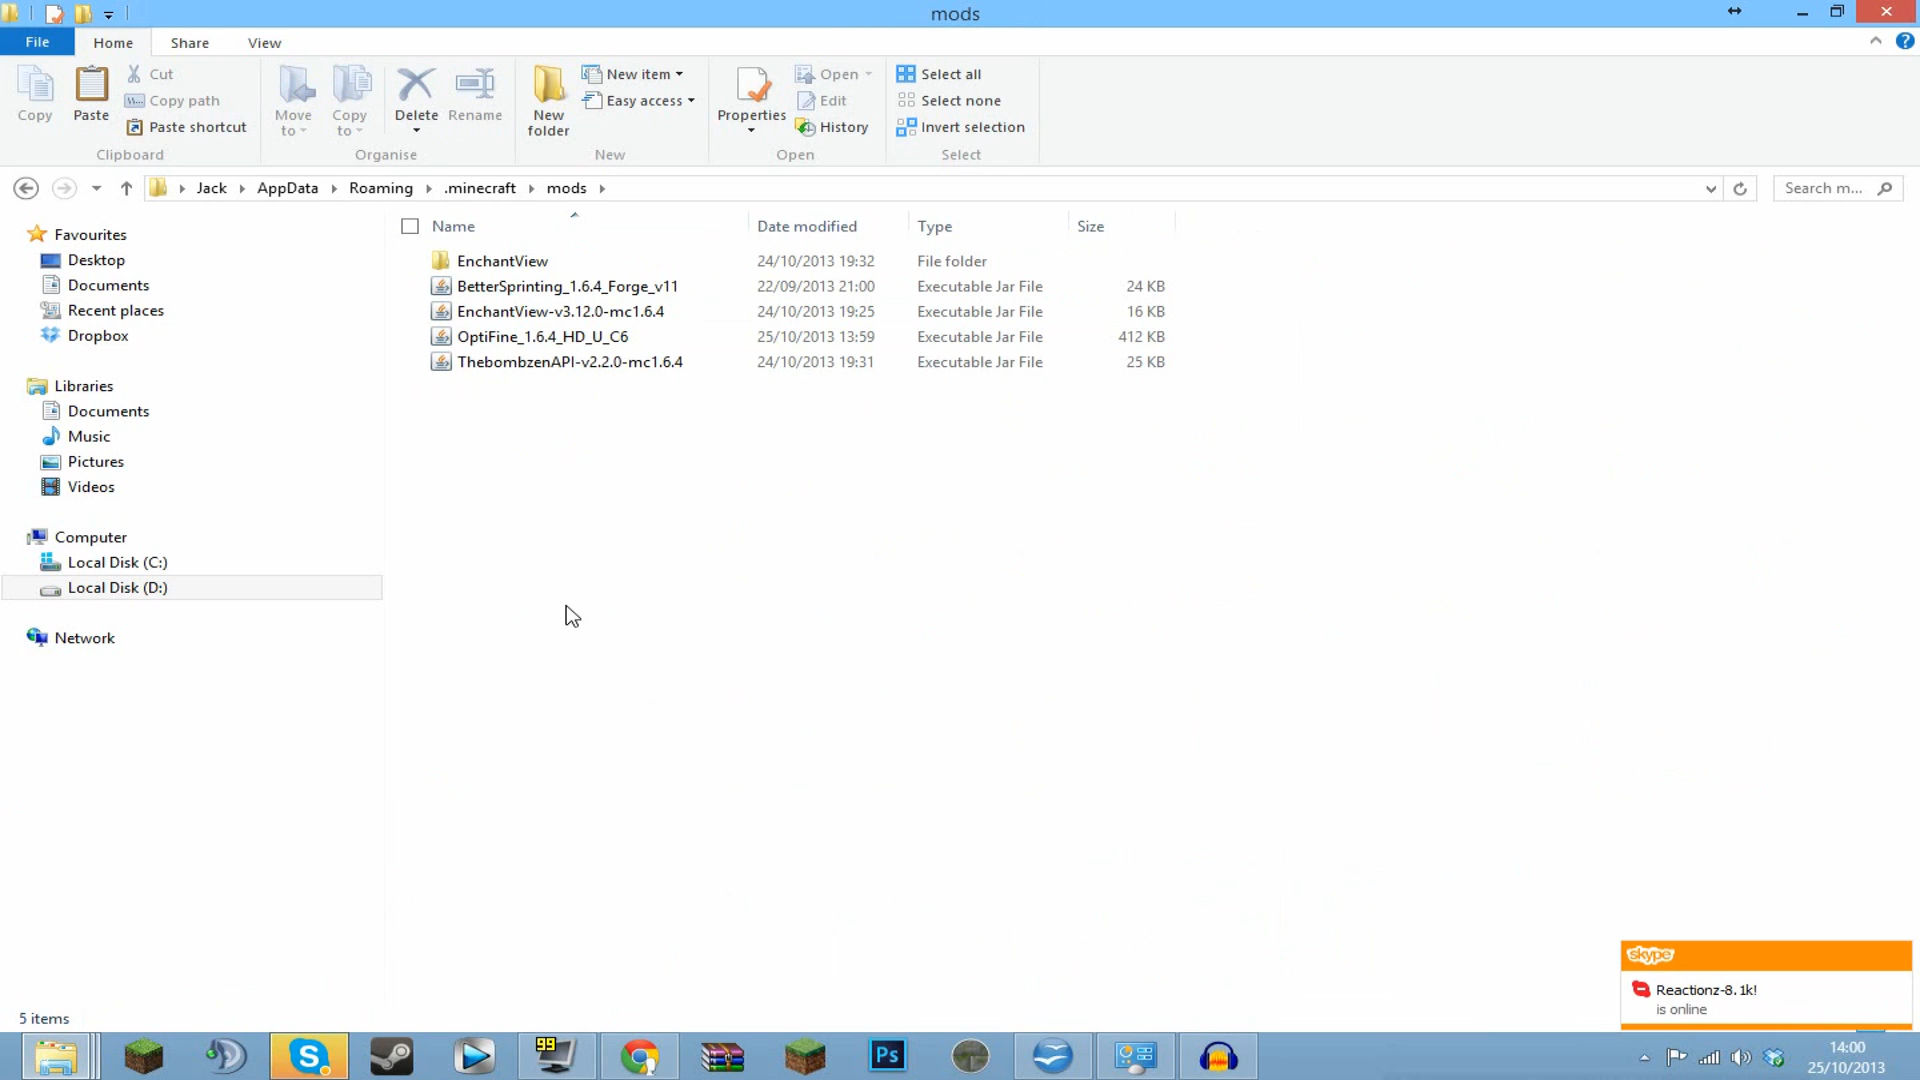 mods
File Home Share View
Copy Paste Cut Copy path Paste shortcut
Move to Copy to Delete Rename
New folder New item Easy access
Properties Open Edit History
Select all Select none Invert selection
Clipboard Organise New Open Select
Jack AppData Roaming .minecraft mods Search m...
Name Date modified Type Size
EnchantView 24/10/2013 19:32 File folder
BetterSprinting_1.6.4_Forge_v11 22/09/2013 21:00 Executable Jar File 24 KB
EnchantView-v3.12.0-mc1.6.4 24/10/2013 19:25 Executable Jar File 16 KB
OptiFine_1.6.4_HD_U_C6 25/10/2013 13:59 Executable Jar File 412 KB
ThebombzenAPI-v2.2.0-mc1.6.4 24/10/2013 19:31 Executable Jar File 25 KB
Favourites
Desktop
Documents
Recent places
Dropbox
Libraries
Documents
Music
Pictures
Videos
Computer
Local Disk (C:)
Local Disk (D:)
Network
skype
Reactionz-8.1k!
is online
5 items
99
Ps
14:00
25/10/2013